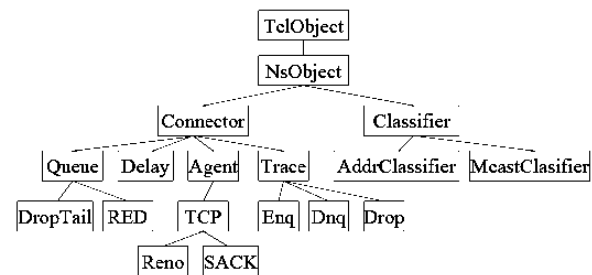 TclObject
NsObject
Connector Classifier
Queue Delay Agent Trace AddrClassifier McastClasifier
DropTail RED TCP Enq Dnq Drop
Reno SACK